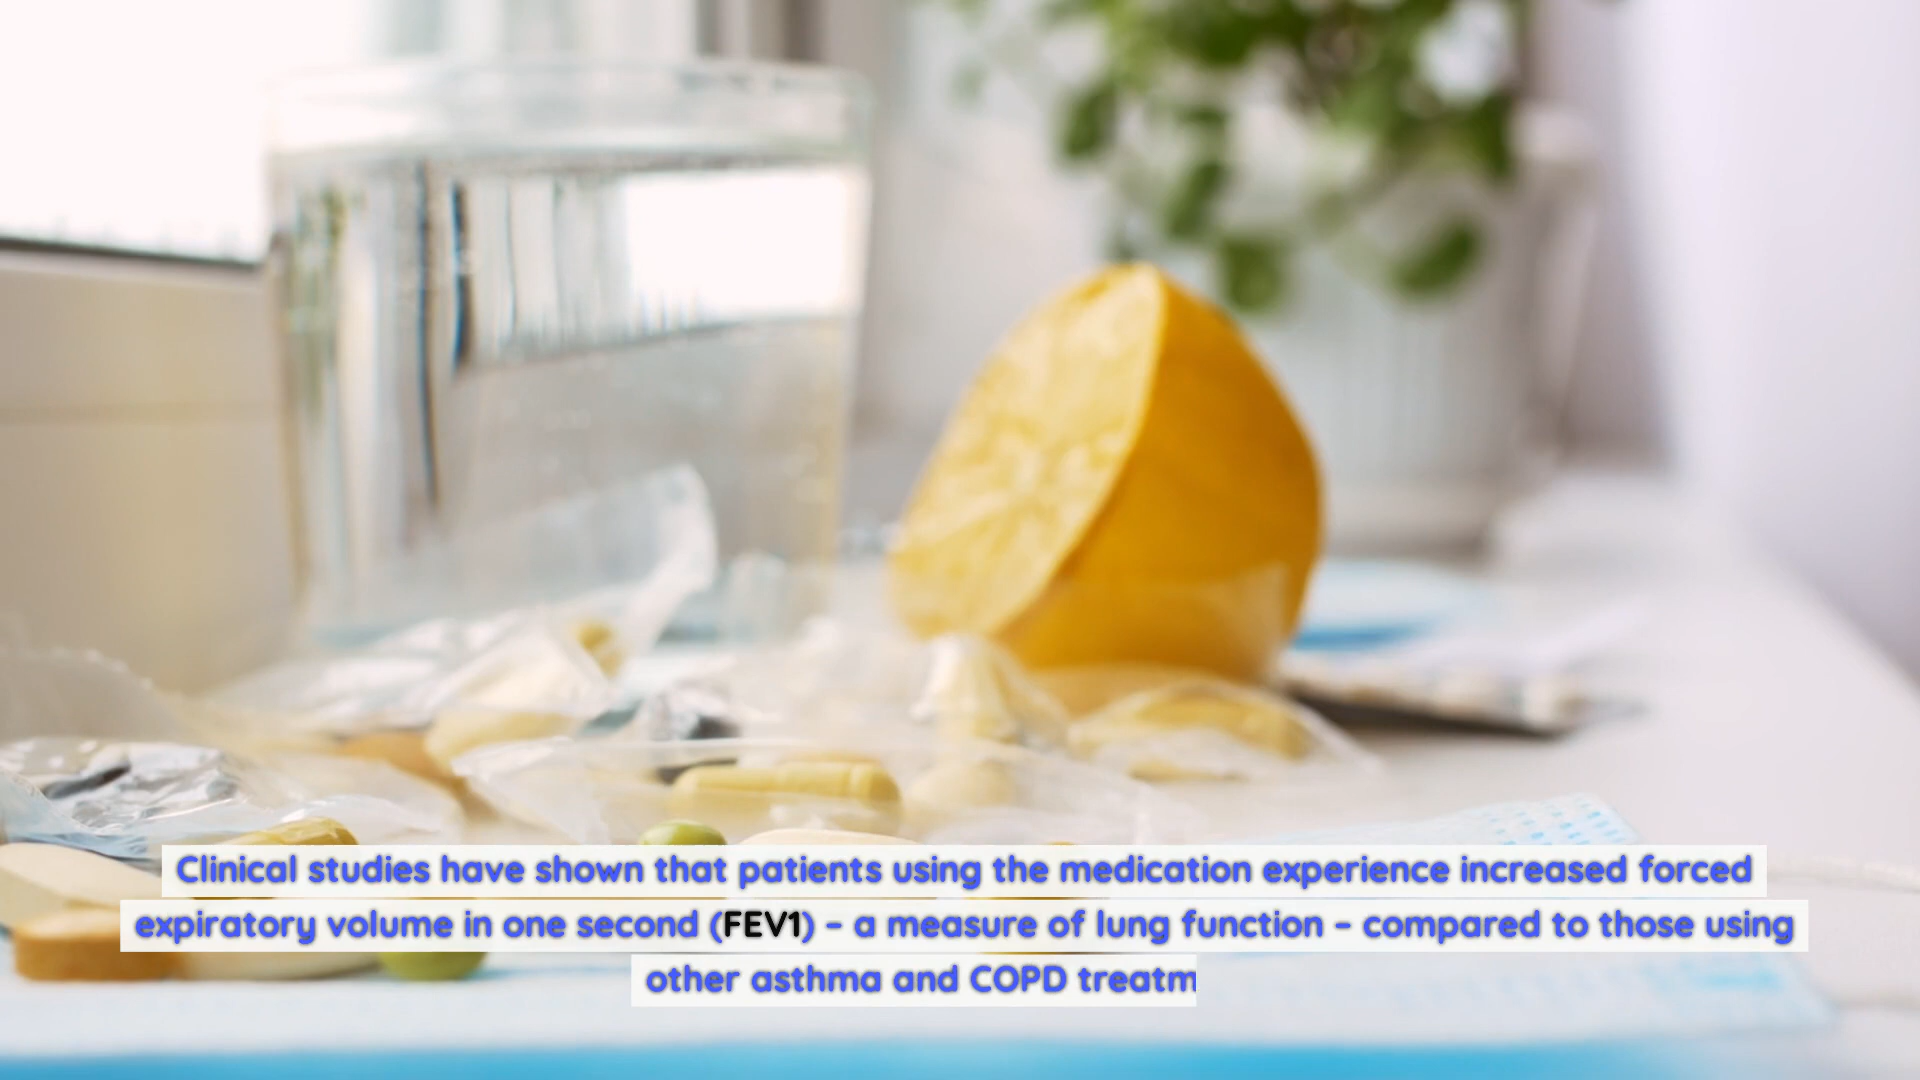 Clinical studies have shown that patients using the medication experience increased forced
expiratory volume in one second (FEV1) – a measure of lung function – compared to those using
other asthma and COPD treatm